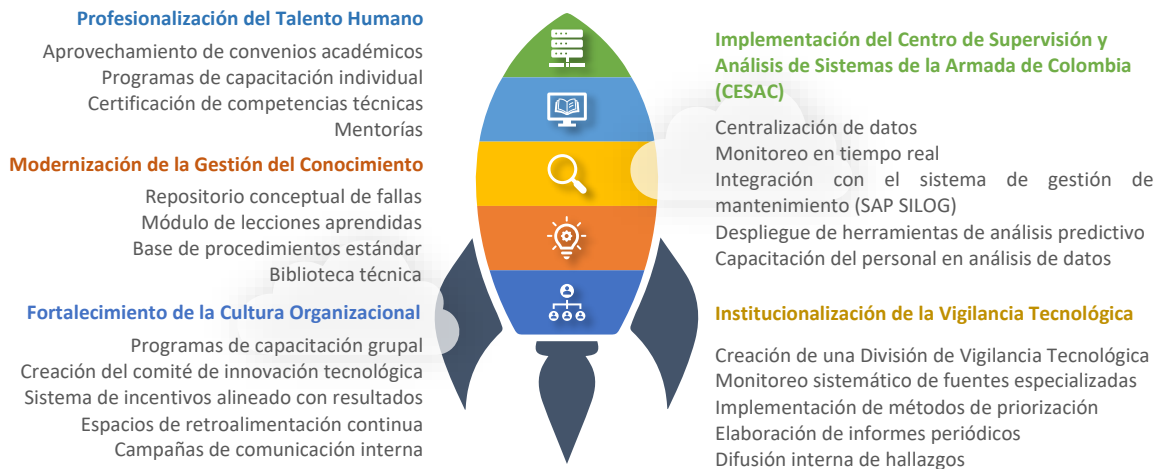 Profesionalización del Talento Humano
Aprovechamiento de convenios académicos
Programas de capacitación individual
Certificación de competencias técnicas
Mentorías
Modernización de la Gestión del Conocimiento
Repositorio conceptual de fallas
Módulo de lecciones aprendidas
Base de procedimientos estándar
Biblioteca técnica
Fortalecimiento de la Cultura Organizacional
Programas de capacitación grupal
Creación del comité de innovación tecnológica
Sistema de incentivos alineado con resultados
Espacios de retroalimentación continua
Campañas de comunicación interna
Implementación del Centro de Supervisión y
Análisis de Sistemas de la Armada de Colombia
(CESAC)
Centralización de datos
Monitoreo en tiempo real
Integración con el sistema de gestión de
mantenimiento (SAP SILOG)
Despliegue de herramientas de análisis predictivo
Capacitación del personal en análisis de datos
Institucionalización de la Vigilancia Tecnológica
Creación de una División de Vigilancia Tecnológica
Monitoreo sistemático de fuentes especializadas
Implementación de métodos de priorización
Elaboración de informes periódicos
Difusión interna de hallazgos